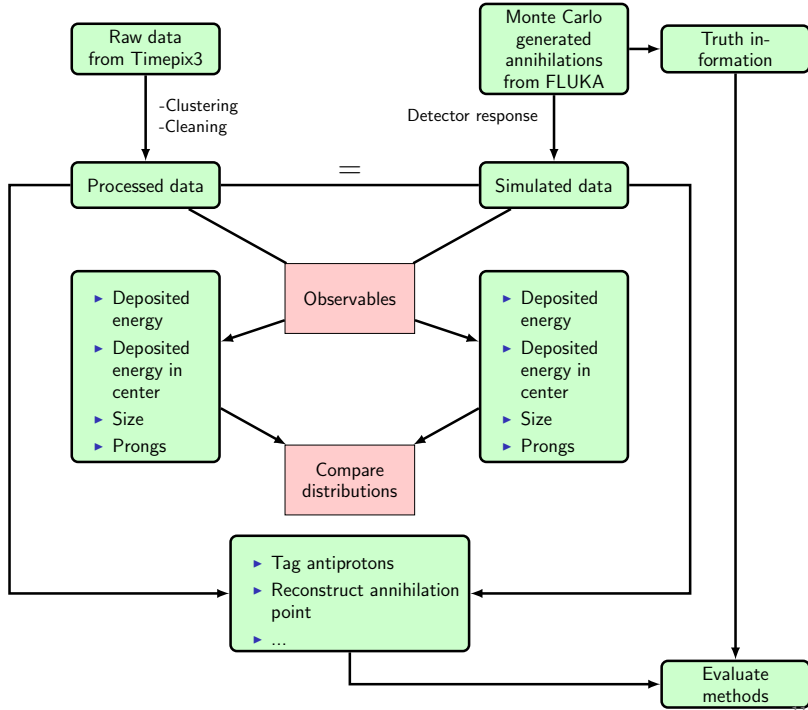 Raw data
from Timepix3
Monte Carlo
generated
annihilations
from FLUKA
Truth in-
formation
-Clustering
-Cleaning
Detector response
Processed data
=
Simulated data
Observables
Deposited
energy
Deposited
energy in
center
Size
Prongs
Deposited
energy
Deposited
energy in
center
Size
Prongs
Compare
distributions
Tag antiprotons
Reconstruct annihilation
point
...
Evaluate
methods